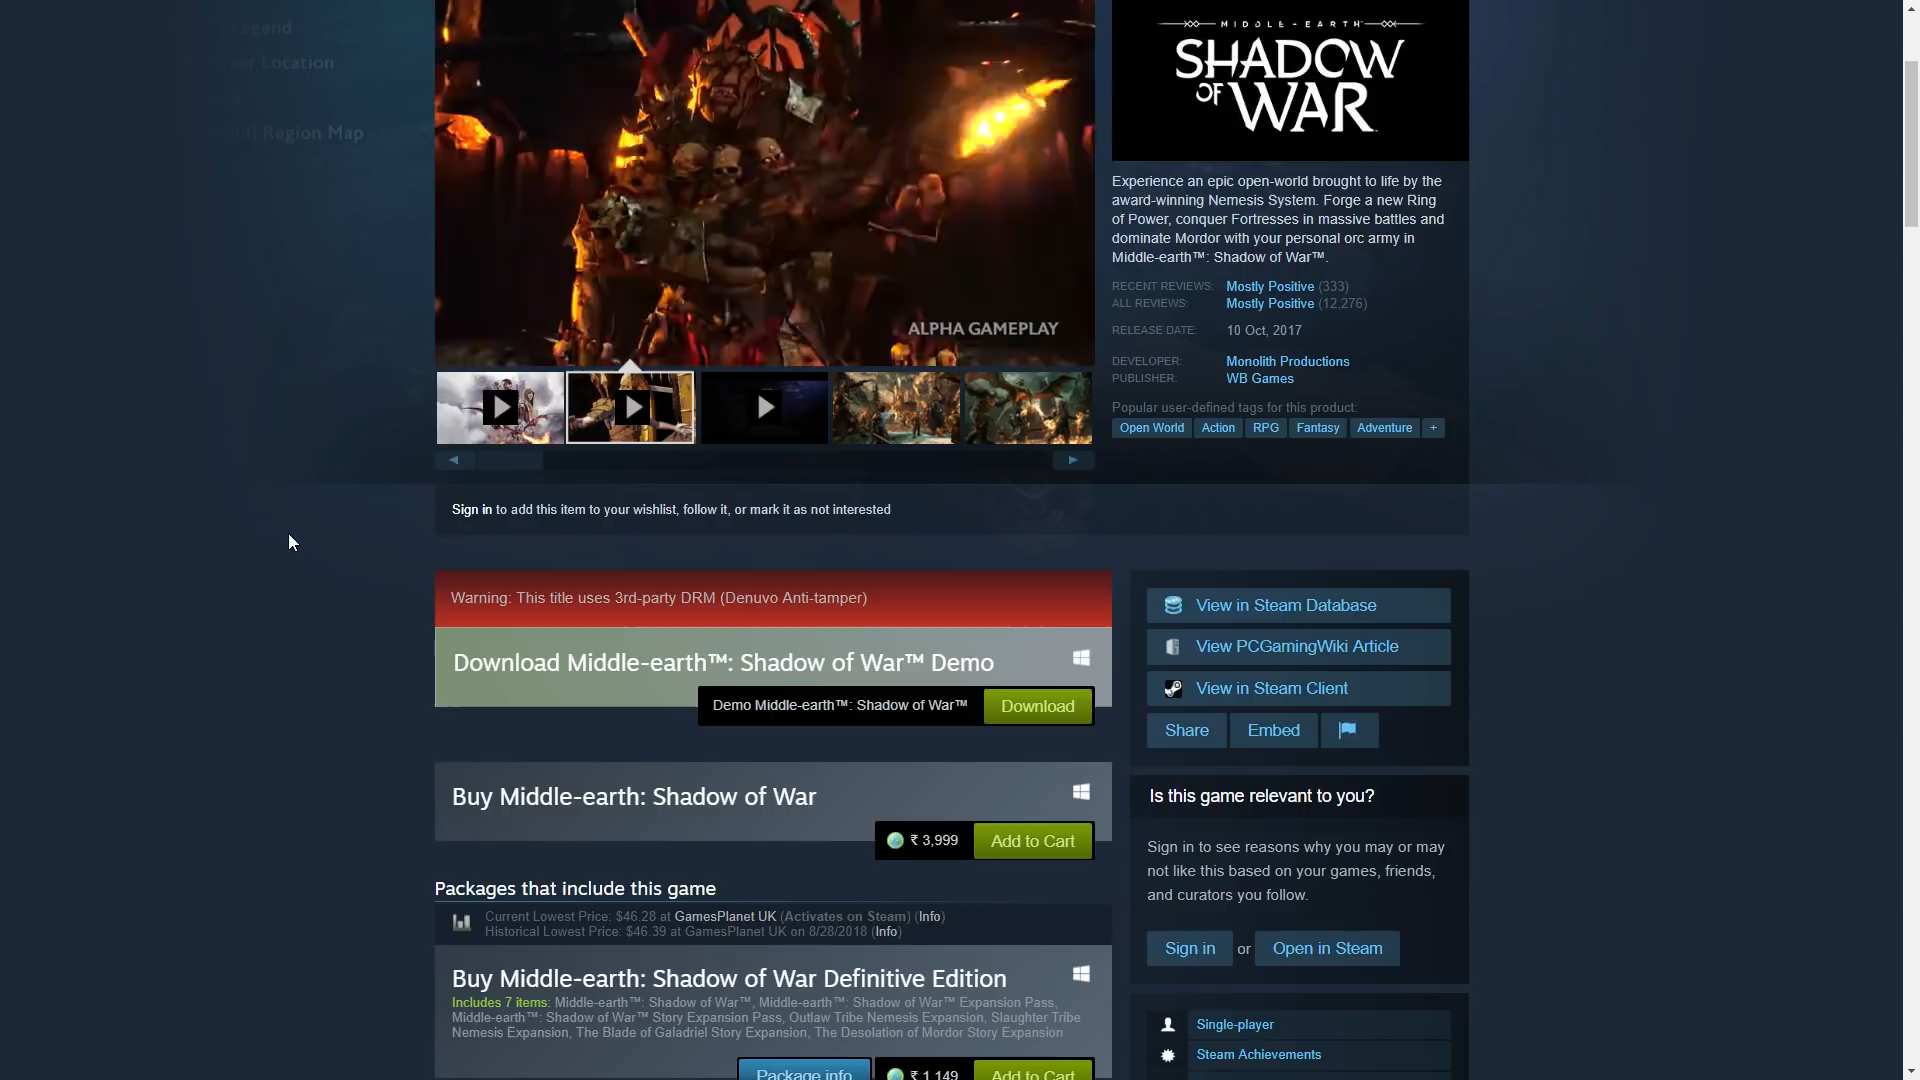 Legend
Location
Region Map
MIDDLE-EARTH
SHADOW
OF WAR
ALPHA GAMEPLAY
Experience an epic open-world brought to life by the
award-winning Nemesis System. Forge a new Ring
of Power, conquer Fortresses in massive battles and
dominate Mordor with your personal orc army in
Middle-earth™: Shadow of War™.
RECENT REVIEWS: Mostly Positive (333)
ALL REVIEWS: Mostly Positive (12,276)
RELEASE DATE: 10 Oct, 2017
DEVELOPER: Monolith Productions
PUBLISHER: WB Games
Popular user-defined tags for this product:
Open World Action RPG Fantasy Adventure +
Sign in to add this item to your wishlist, follow it, or mark it as not interested
Warning: This title uses 3rd-party DRM (Denuvo Anti-tamper)
Download Middle-earth™: Shadow of War™ Demo
Demo Middle-earth™: Shadow of War™ Download
Buy Middle-earth: Shadow of War
₹ 3,999 Add to Cart
Packages that include this game
Current Lowest Price: $46.28 at GamesPlanet UK (Activates on Steam) (Info)
Historical Lowest Price: $46.39 at GamesPlanet UK on 8/28/2018 (Info)
Buy Middle-earth: Shadow of War Definitive Edition
Includes 7 items: Middle-earth™: Shadow of War™, Middle-earth™: Shadow of War™ Expansion Pass,
Middle-earth™: Shadow of War™ Story Expansion Pass, Outlaw Tribe Nemesis Expansion, Slaughter Tribe
Nemesis Expansion, The Blade of Galadriel Story Expansion, The Desolation of Mordor Story Expansion
Package info ₹ 1,149 Add to Cart
View in Steam Database
View PCGamingWiki Article
View in Steam Client
Share Embed
Is this game relevant to you?
Sign in to see reasons why you may or may
not like this based on your games, friends,
and curators you follow.
Sign in or Open in Steam
Single-player
Steam Achievements